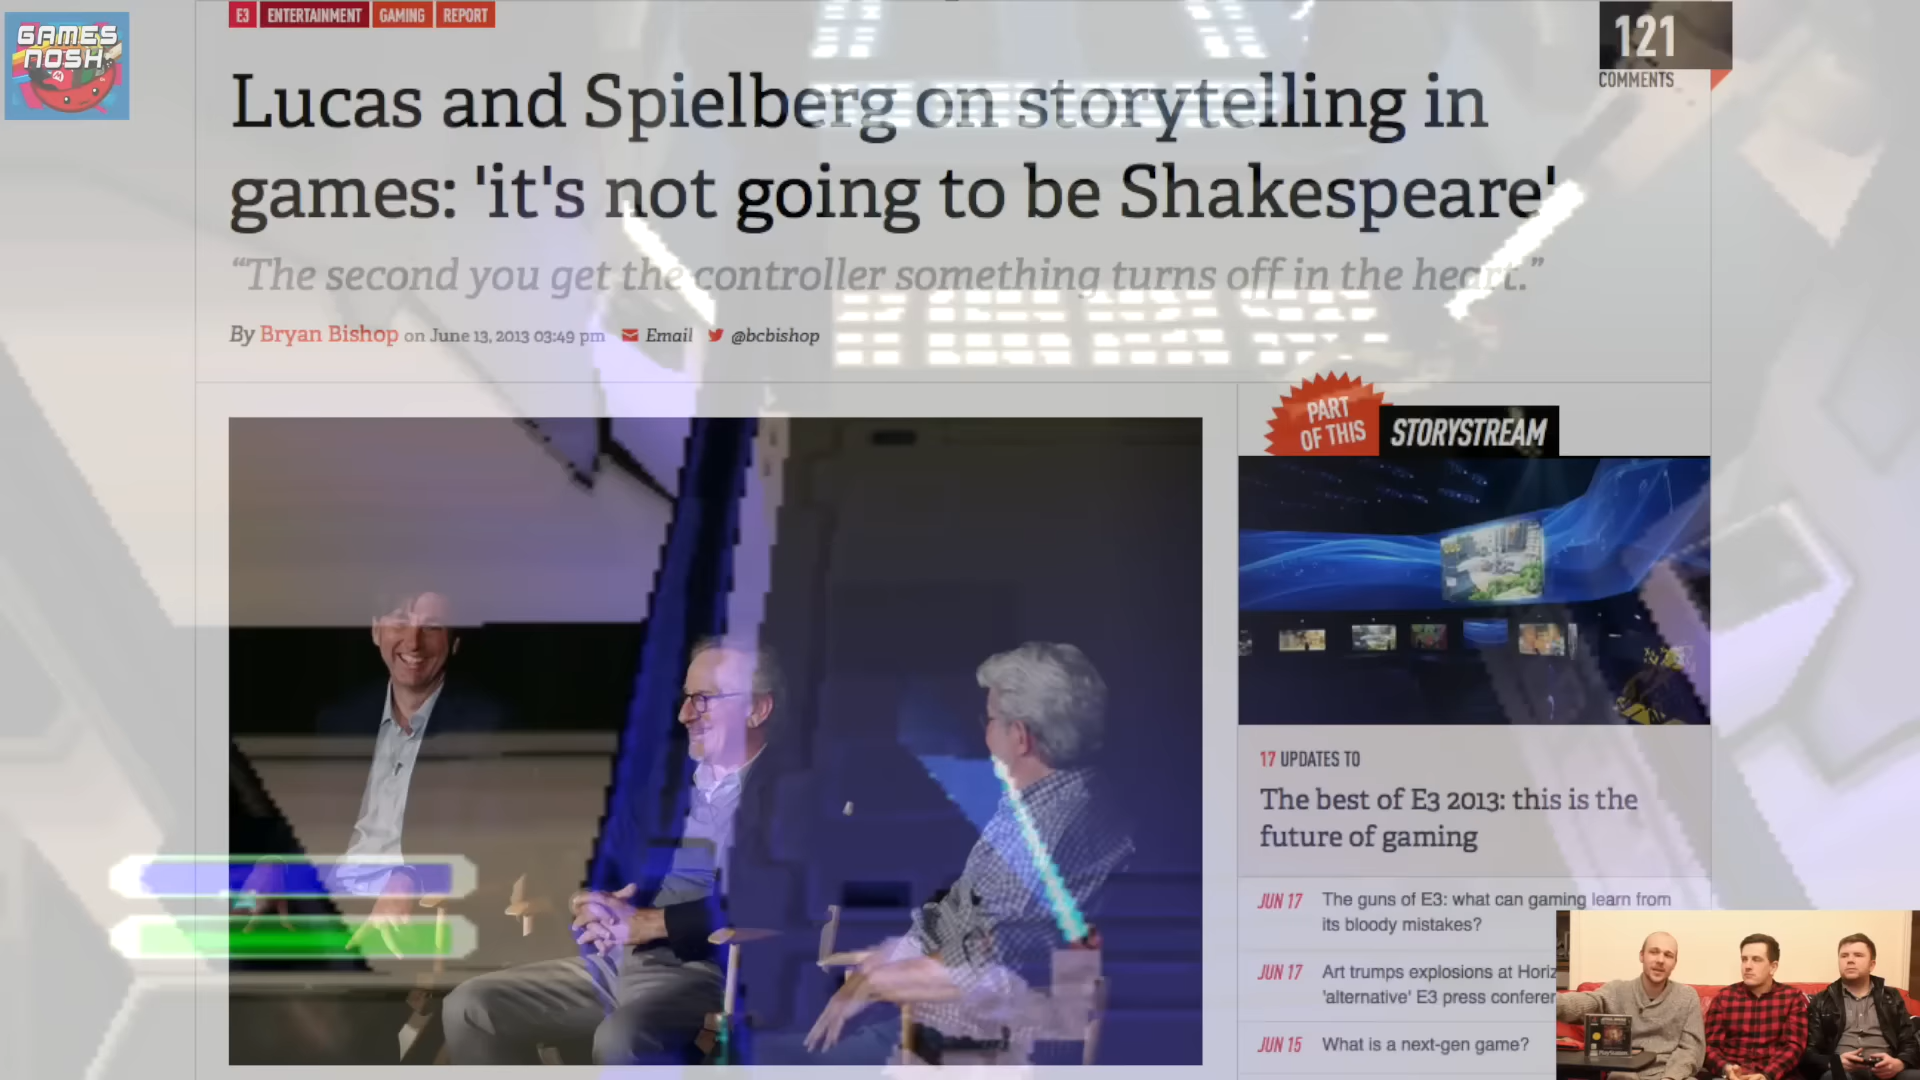 GAMES
NOSH
E3 ENTERTAINMENT GAMING REPORT
121
COMMENTS
Lucas and Spielberg on storytelling in
games: 'it's not going to be Shakespeare'
“The second you get the controller something turns off in the heart.”
By Bryan Bishop on June 13, 2013 03:49 pm Email @bcbishop
PART
OF THIS
STORYSTREAM
17 UPDATES TO
The best of E3 2013: this is the
future of gaming
JUN 17 The guns of E3: what can gaming learn from
its bloody mistakes?
JUN 17 Art trumps explosions at Horiz
'alternative' E3 press conferen
JUN 15 What is a next-gen game?